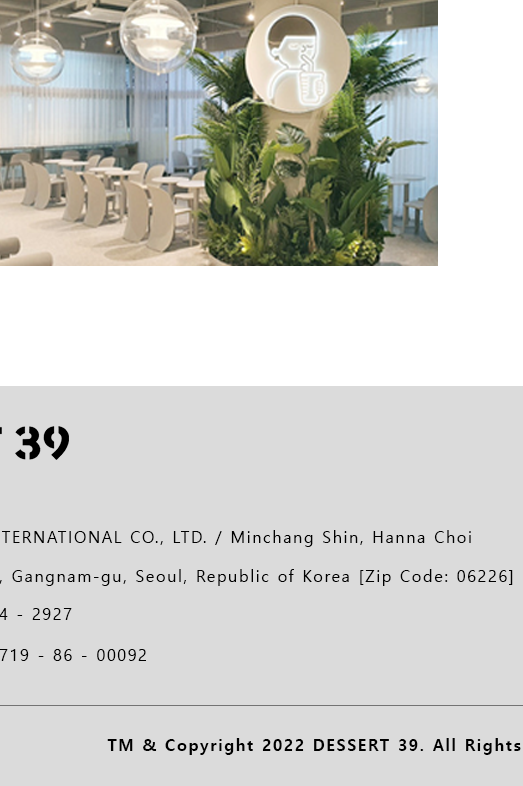 39
TERNATIONAL CO., LTD. / Minchang Shin, Hanna Choi
, Gangnam-gu, Seoul, Republic of Korea [Zip Code: 06226]
4 - 2927
719 - 86 - 00092
TM & Copyright 2022 DESSERT 39. All Rights